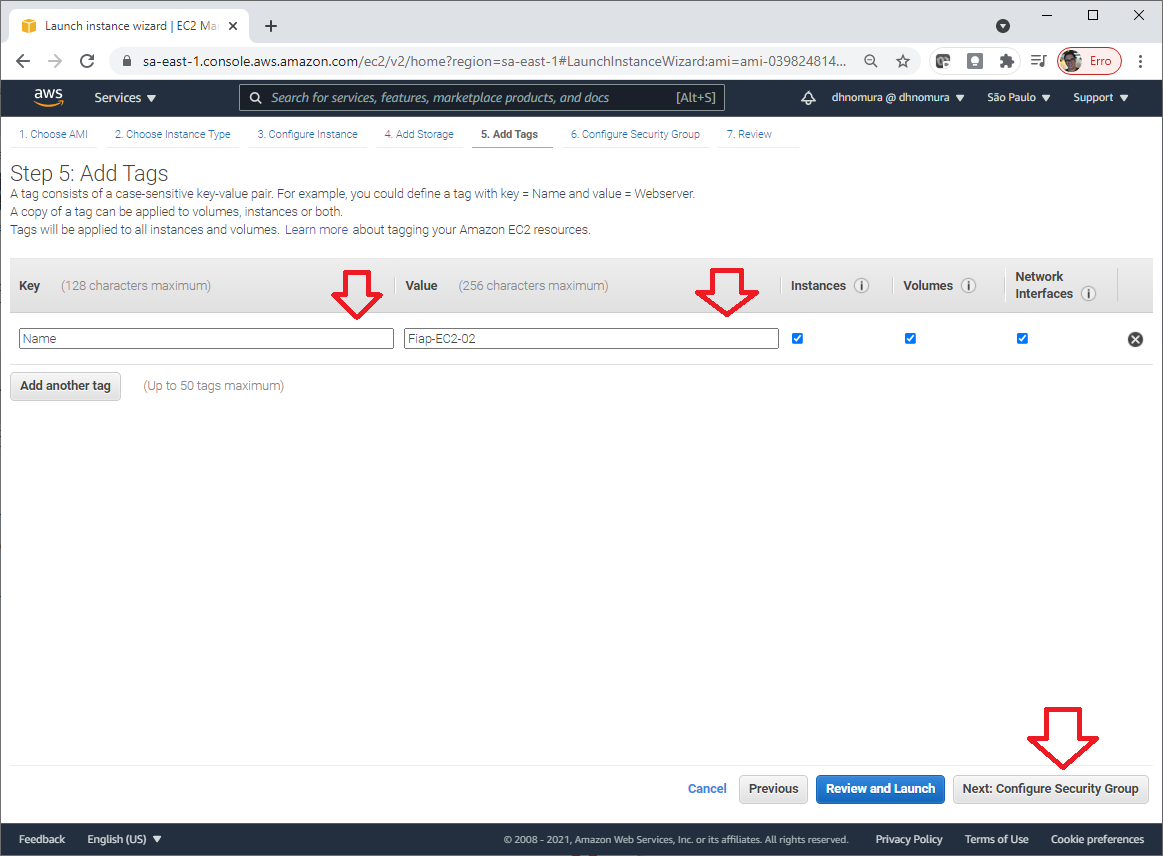 Launch instance wizard | EC2 Ma
sa-east-1.console.aws.amazon.com/ec2/v2/home?region=sa-east-1#LaunchInstanceWizard:ami=ami-039824814...
Erro
aws
Services
Search for services, features, marketplace products, and docs
[Alt+S]
dhnomura @ dhnomura
São Paulo
Support
1. Choose AMI
2. Choose Instance Type
3. Configure Instance
4. Add Storage
5. Add Tags
6. Configure Security Group
7. Review
Step 5: Add Tags
A tag consists of a case-sensitive key-value pair. For example, you could define a tag with key = Name and value = Webserver.
A copy of a tag can be applied to volumes, instances or both.
Tags will be applied to all instances and volumes. Learn more about tagging your Amazon EC2 resources.
Key (128 characters maximum)
Value (256 characters maximum)
Instances
Volumes
Network
Interfaces
Name
Fiap-EC2-02
Add another tag
(Up to 50 tags maximum)
Cancel
Previous
Review and Launch
Next: Configure Security Group
Feedback
English (US)
© 2008 - 2021, Amazon Web Services, Inc. or its affiliates. All rights reserved.
Privacy Policy
Terms of Use
Cookie preferences